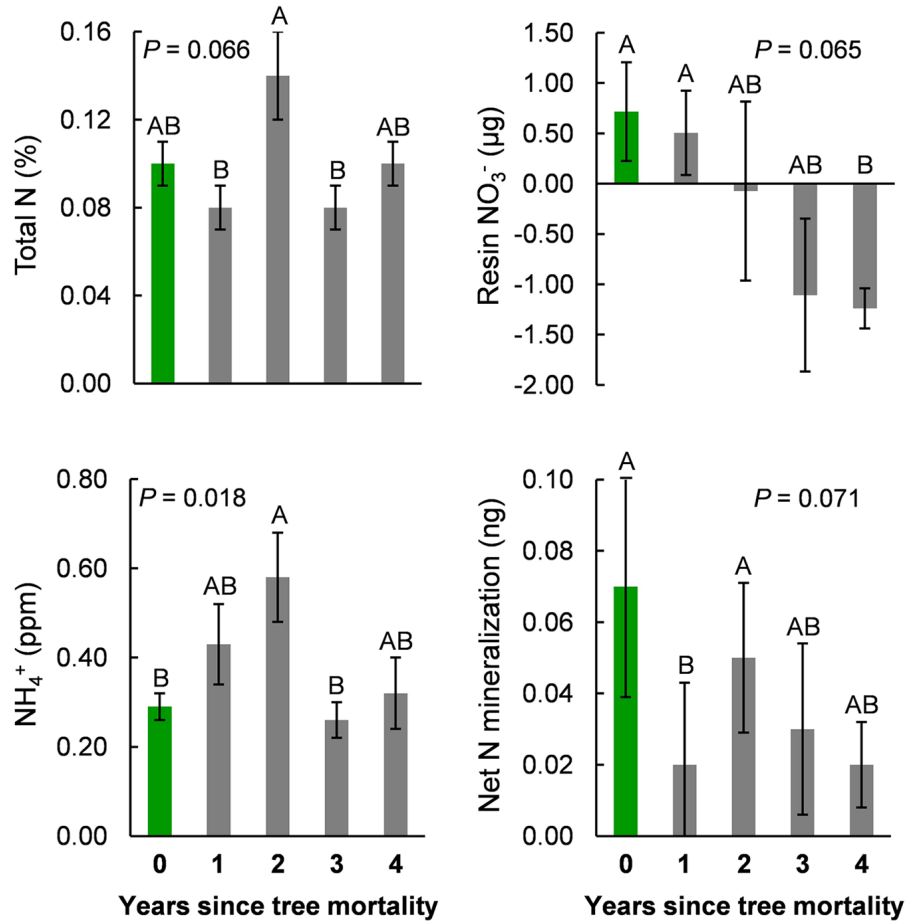 Total N (%)
0.16
0.12
0.08
0.04
0.00
P = 0.066
AB
B
A
B
AB
Resin NO₃⁻ (µg)
1.50
1.00
0.50
0.00
-0.50
-1.00
-1.50
-2.00
P = 0.065
A
A
AB
AB
B
NH₄⁺ (ppm)
0.80
0.60
0.40
0.20
0.00
P = 0.018
B
AB
A
B
AB
0 1 2 3 4
Years since tree mortality
Net N mineralization (ng)
0.10
0.08
0.06
0.04
0.02
0.00
P = 0.071
A
B
A
AB
AB
0 1 2 3 4
Years since tree mortality